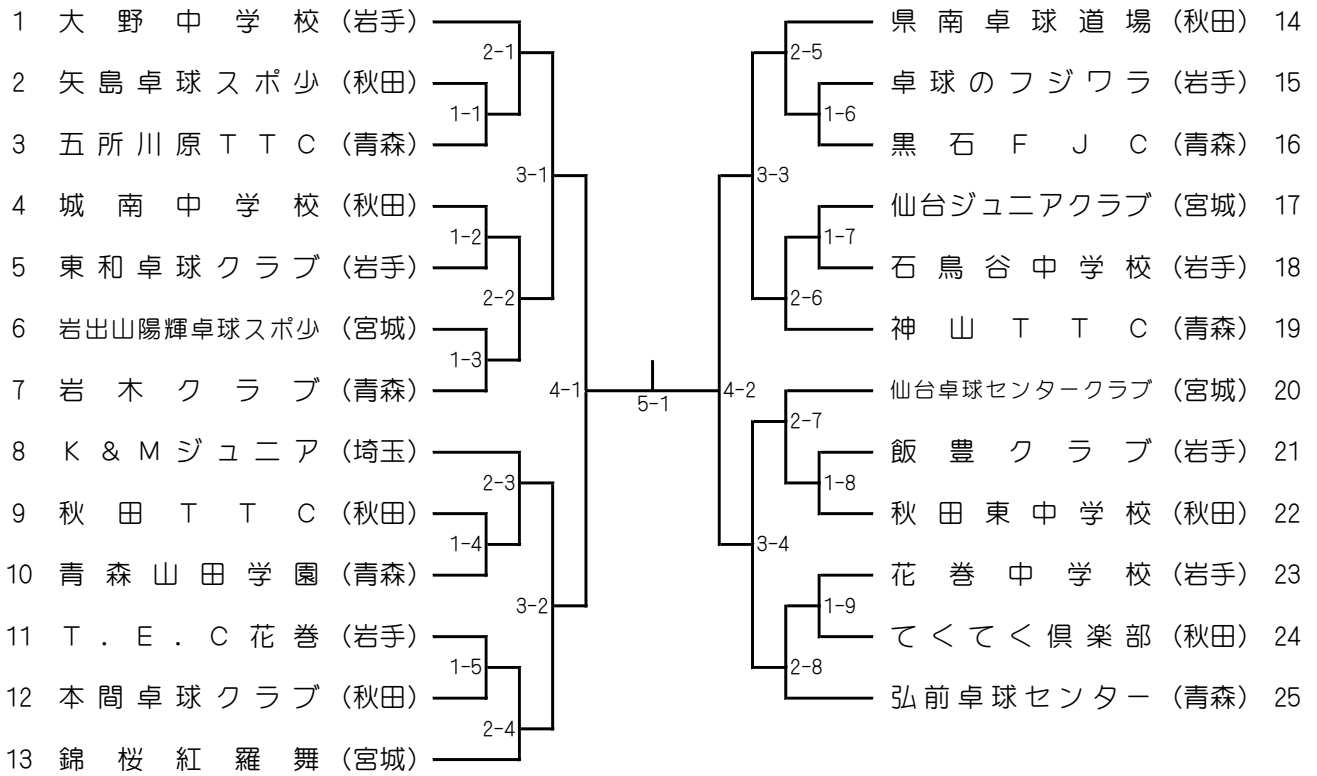 1 大野中学校 (岩手)
2 矢島卓球スポ少 (秋田)
3 五所川原TTC (青森)
4 城南中学校 (秋田)
5 東和卓球クラブ (岩手)
6 岩出山陽輝卓球スポ少 (宮城)
7 岩木クラブ (青森)
8 K&Mジュニア (埼玉)
9 秋田TTC (秋田)
10 青森山田学園 (青森)
11 T.E.C花巻 (岩手)
12 本間卓球クラブ (秋田)
13 錦桜紅羅舞 (宮城)
2-1
1-1
3-1
1-2
2-2
1-3
4-1
2-3
1-4
3-2
1-5
2-4
5-1
2-5
1-6
3-3
1-7
2-6
4-2
2-7
1-8
3-4
1-9
2-8
県南卓球道場 (秋田) 14
卓球のフジワラ (岩手) 15
黒石FJC (青森) 16
仙台ジュニアクラブ (宮城) 17
石鳥谷中学校 (岩手) 18
神山TTC (青森) 19
仙台卓球センタークラブ (宮城) 20
飯豊クラブ (岩手) 21
秋田東中学校 (秋田) 22
花巻中学校 (岩手) 23
てくてく倶楽部 (秋田) 24
弘前卓球センター (青森) 25